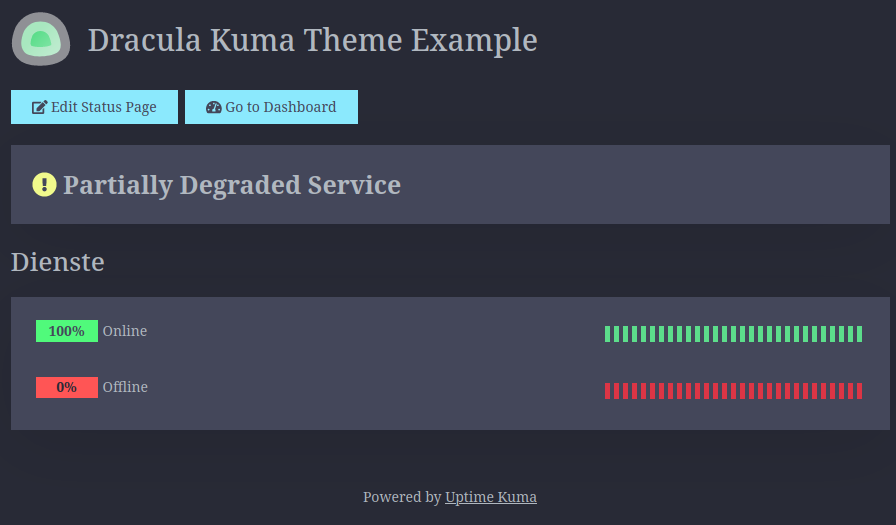 Dracula Kuma Theme Example
Edit Status Page Go to Dashboard
Partially Degraded Service
Dienste
100% Online
0% Offline
Powered by Uptime Kuma